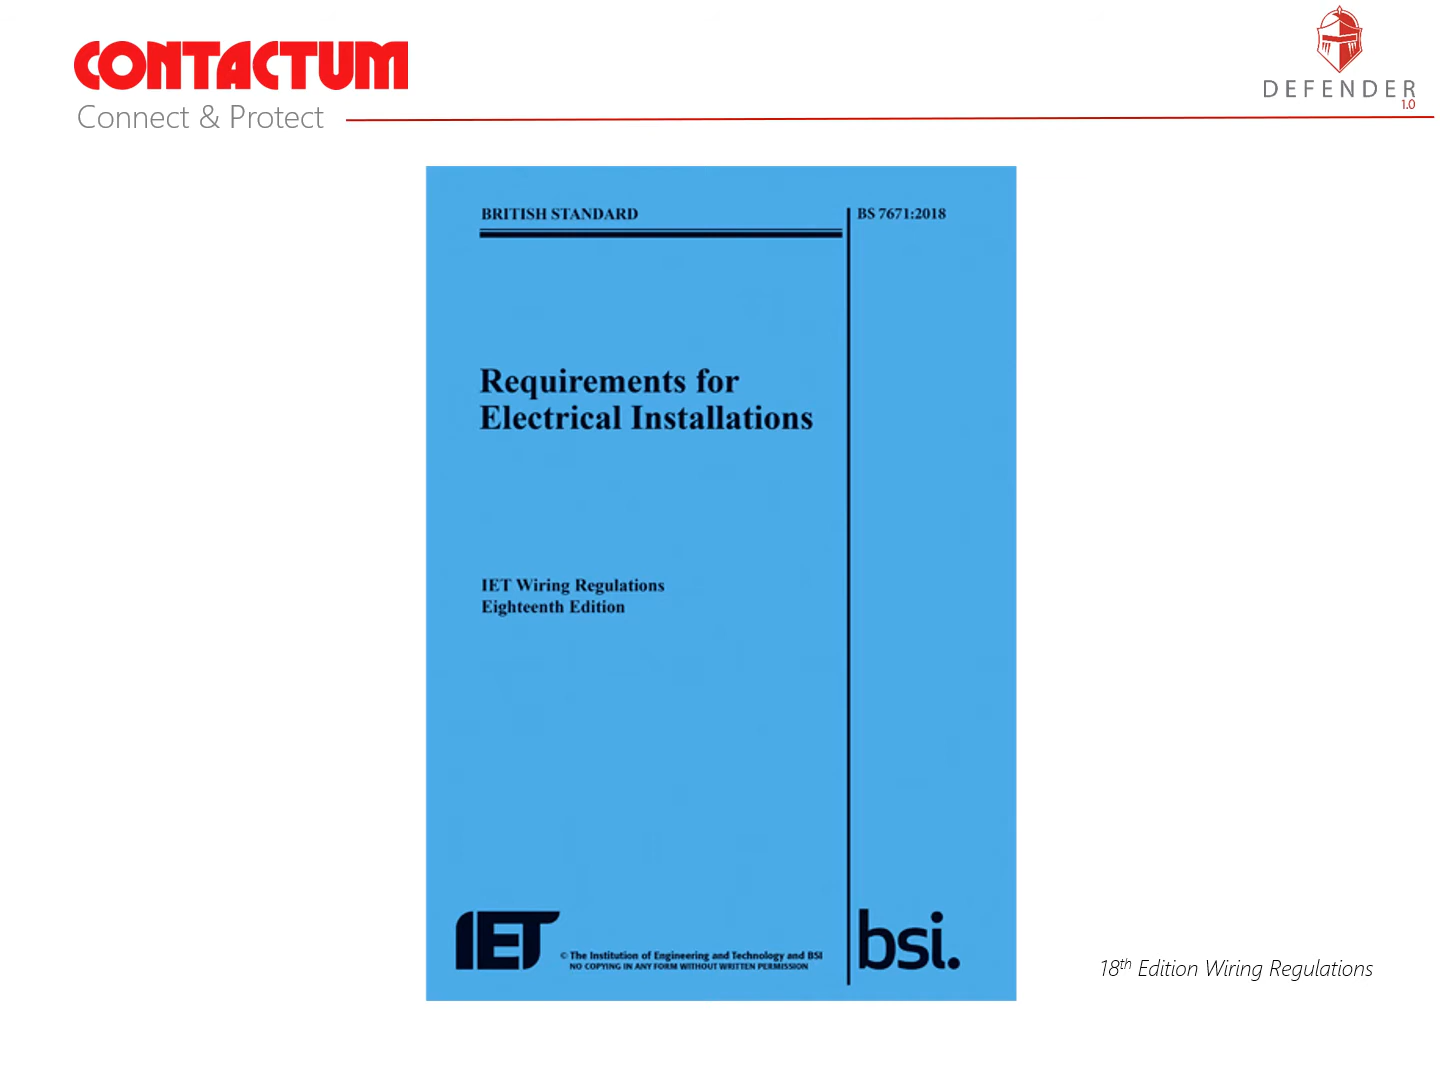 CONTACTUM
Connect & Protect
DEFENDER
1.0
BRITISH STANDARD
BS 7671:2018
Requirements for
Electrical Installations
IET Wiring Regulations
Eighteenth Edition
IET
© The Institution of Engineering and Technology and BSI
NO COPYING IN ANY FORM WITHOUT WRITTEN PERMISSION
bsi.
18th Edition Wiring Regulations